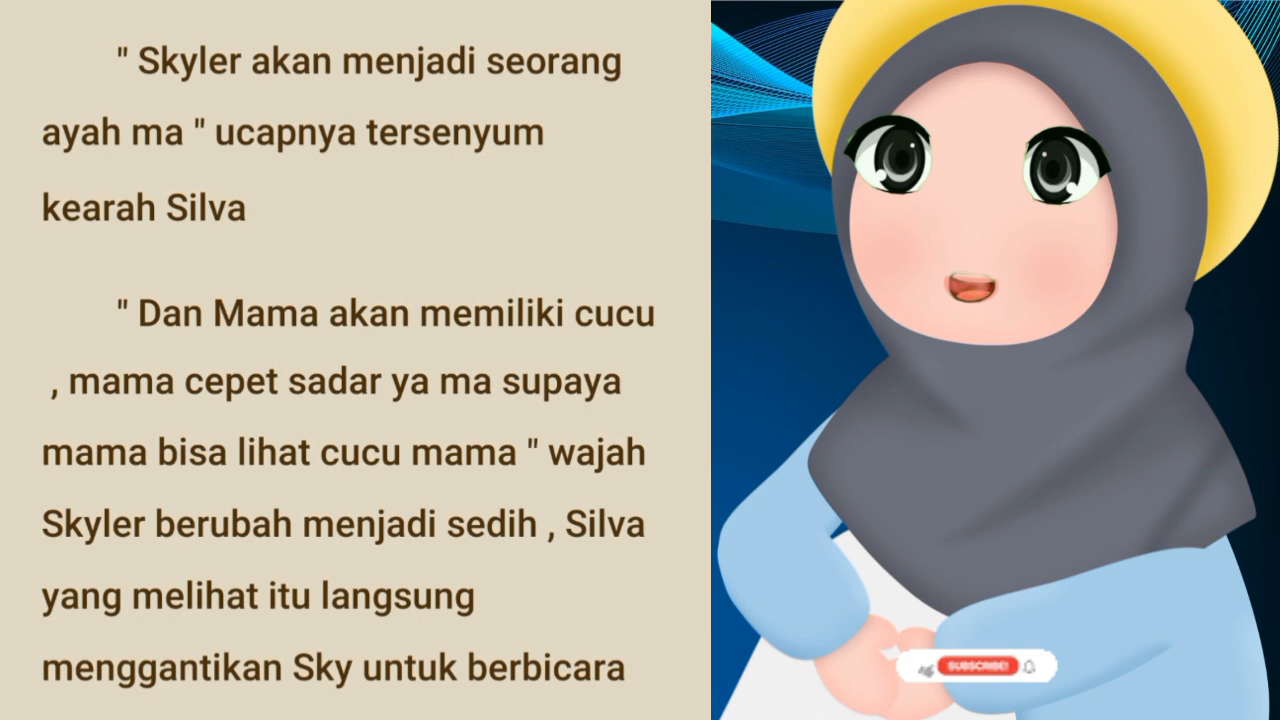 " Skyler akan menjadi seorang
ayah ma " ucapnya tersenyum
kearah Silva
" Dan Mama akan memiliki cucu
, mama cepet sadar ya ma supaya
mama bisa lihat cucu mama " wajah
Skyler berubah menjadi sedih , Silva
yang melihat itu langsung
menggantikan Sky untuk berbicara
SUBSCRIBE!